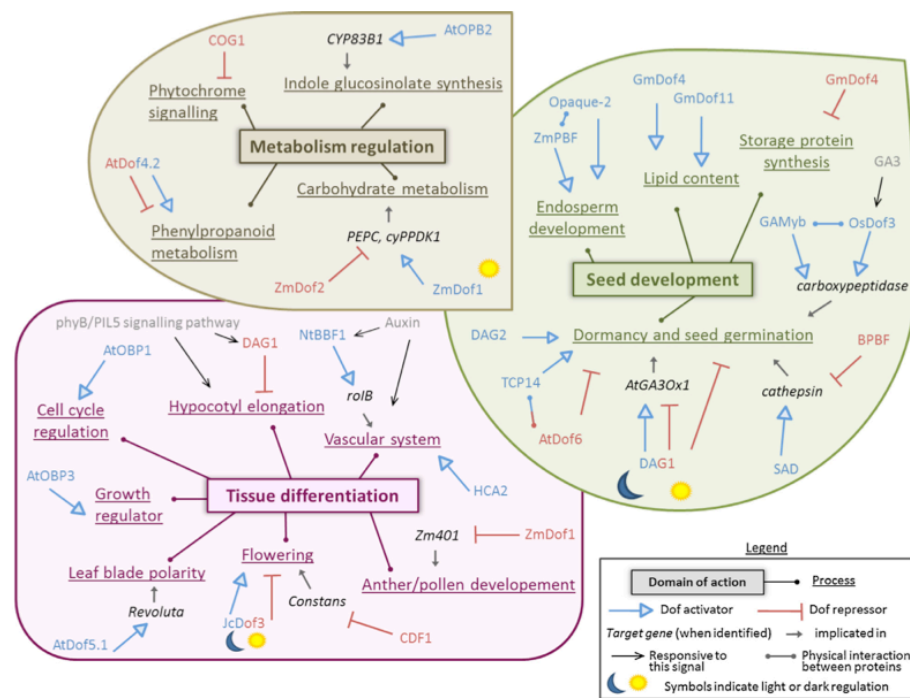 COG1
CYP83B1
AtOPB2
Phytochrome
signalling
Indole glucosinolate synthesis
Metabolism regulation
AtDof4.2
Carbohydrate metabolism
Phenylpropanoid
metabolism
PEPC, cyPPDK1
ZmDof2
ZmDof1
GmDof4
GmDof11
GmDof4
Opaque-2
ZmPBF
Storage protein
synthesis
Lipid content
GA3
Endosperm
development
GAMyb
OsDof3
Seed development
carboxypeptidase
DAG2
Dormancy and seed germination
BPBF
TCP14
AtGA3Ox1
cathepsin
AtDof6
DAG1
SAD
phyB/PIL5 signalling pathway
DAG1
NtBBF1
Auxin
AtOBP1
rolB
Cell cycle
regulation
Hypocotyl elongation
Vascular system
AtOBP3
Tissue differentiation
HCA2
Growth
regulator
Zm401
ZmDof1
Flowering
Leaf blade polarity
Anther/pollen developement
Constans
Revoluta
JcDof3
AtDof5.1
CDF1
Legend
Domain of action
Process
Dof activator
Dof repressor
Target gene (when identified)
implicated in
Responsive to
this signal
Physical interaction
between proteins
Symbols indicate light or dark regulation